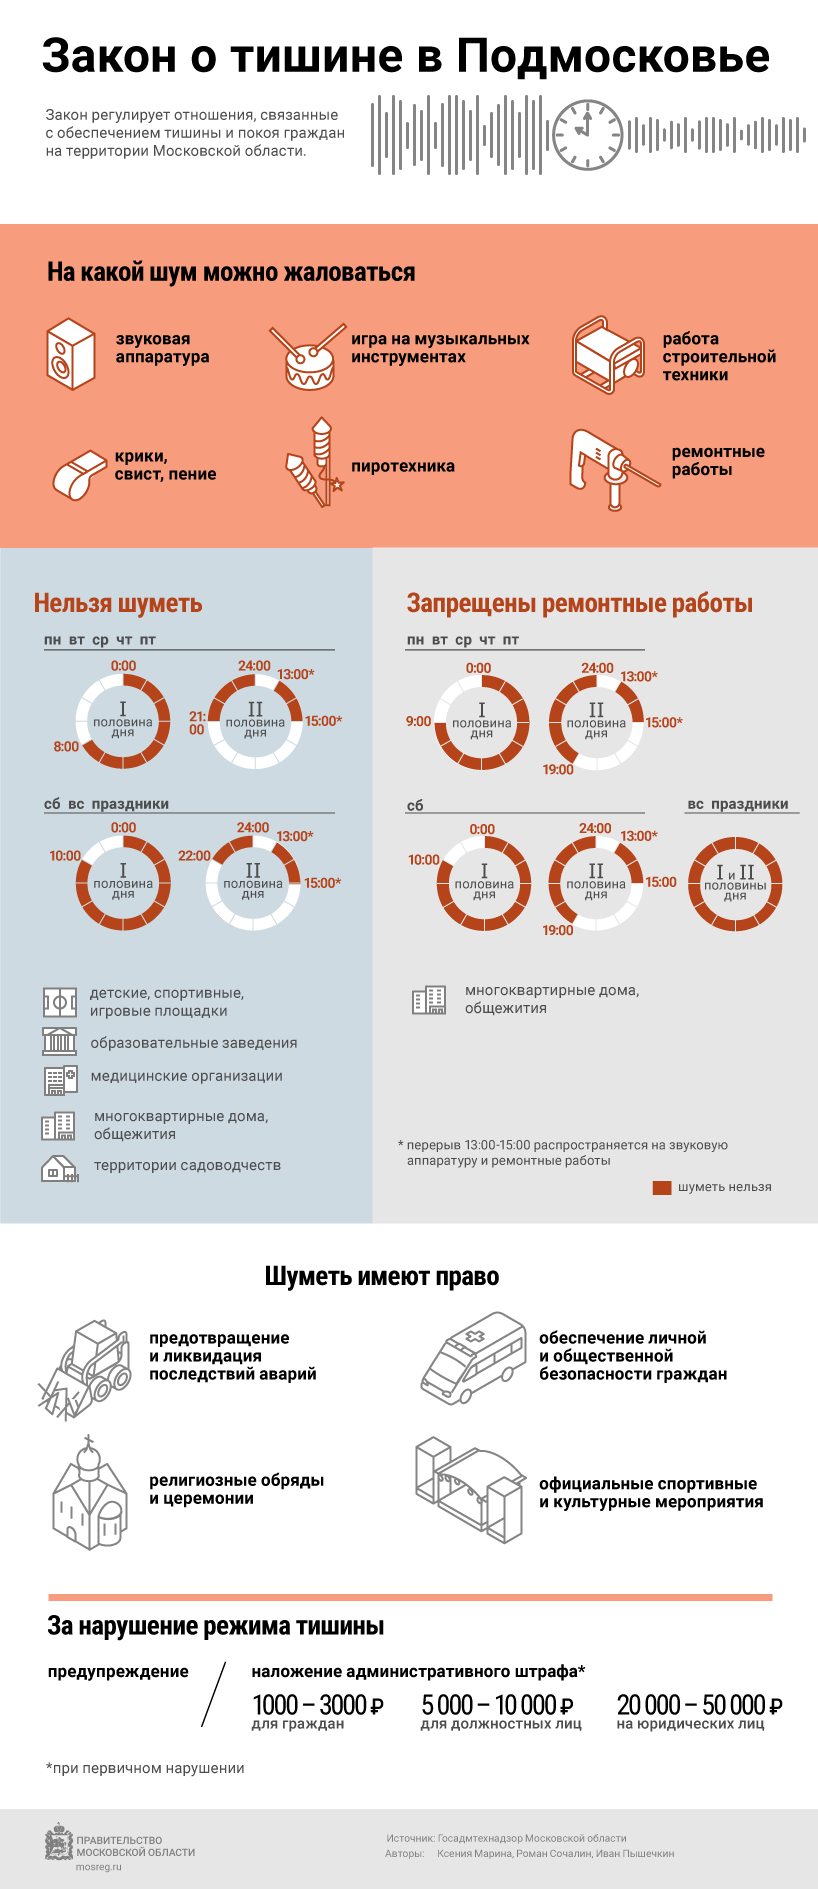 Закон о тишине в Подмосковье
Закон регулирует отношения, связанные
с обеспечением тишины и покоя граждан
на территории Московской области.
На какой шум можно жаловаться
звуковая
аппаратура
игра на музыкальных
инструментах
работа
строительной
техники
крики,
свист, пение
пиротехника
ремонтные
работы
Нельзя шуметь
пн вт ср чт пт
0:00
I
половина
дня
8:00
24:00
13:00*
21:
00
II
половина
дня
15:00*
сб вс праздники
0:00
10:00
I
половина
дня
24:00
13:00*
22:00
II
половина
дня
15:00*
детские, спортивные,
игровые площадки
образовательные заведения
медицинские организации
многоквартирные дома,
общежития
территории садоводчеств
Запрещены ремонтные работы
пн вт ср чт пт
0:00
9:00
I
половина
дня
24:00
13:00*
II
половина
дня
15:00*
19:00
сб
0:00
10:00
I
половина
дня
24:00
13:00*
II
половина
дня
15:00
19:00
вс праздники
I и II
половины
дня
многоквартирные дома,
общежития
* перерыв 13:00-15:00 распространяется на звуковую
аппаратуру и ремонтные работы
шуметь нельзя
Шуметь имеют право
предотвращение
и ликвидация
последствий аварий
обеспечение личной
и общественной
безопасности граждан
религиозные обряды
и церемонии
официальные спортивные
и культурные мероприятия
За нарушение режима тишины
предупреждение
наложение административного штрафа*
1000 – 3000 ₽
для граждан
5 000 – 10 000 ₽
для должностных лиц
20 000 – 50 000 ₽
на юридических лиц
*при первичном нарушении
ПРАВИТЕЛЬСТВО
МОСКОВСКОЙ ОБЛАСТИ
mosreg.ru
Источник: Госадмтехнадзор Московской области
Авторы: Ксения Марина, Роман Сочалин, Иван Пышечкин